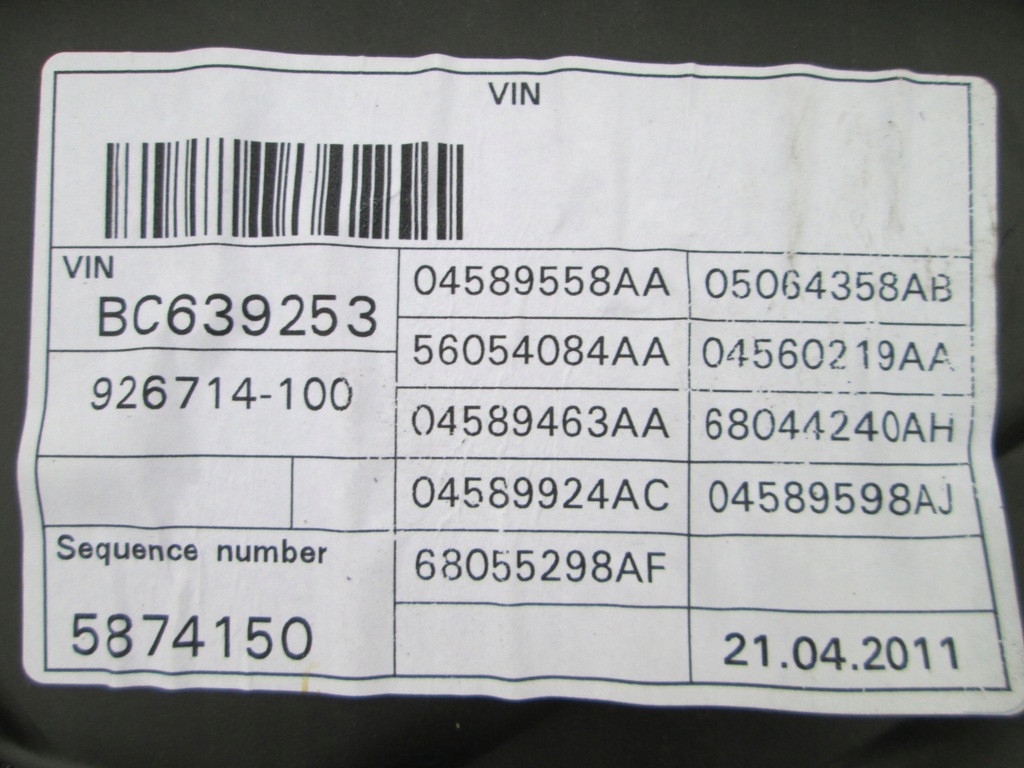 VIN
VIN
BC639253
926714-100
Sequence number
5874150
04589558AA 05064358AB
56054084AA 04560219AA
04589463AA 68044240AH
04589924AC 04589598AJ
68055298AF
21.04.2011